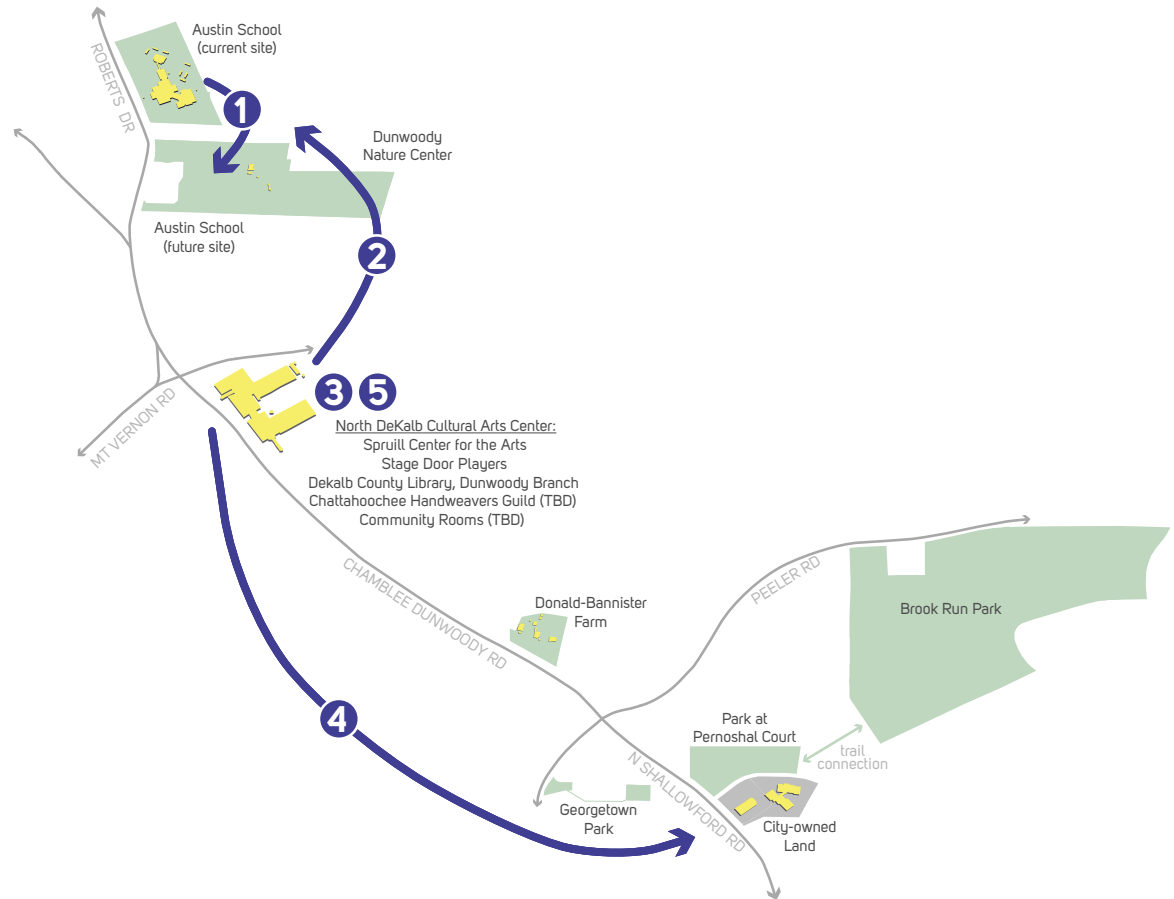 Austin School
(current site)
ROBERTS DR
1
Dunwoody
Nature Center
Austin School
(future site)
2
MT VERNON RD
3 5
North DeKalb Cultural Arts Center:
Spruill Center for the Arts
Stage Door Players
Dekalb County Library, Dunwoody Branch
Chattahoochee Handweavers Guild (TBD)
Community Rooms (TBD)
CHAMBLEE DUNWOODY RD
PEELER RD
Donald-Bannister
Farm
Brook Run Park
4
Park at
Pernoshal Court
trail
connection
N SHALLOWFORD RD
Georgetown
Park
City-owned
Land